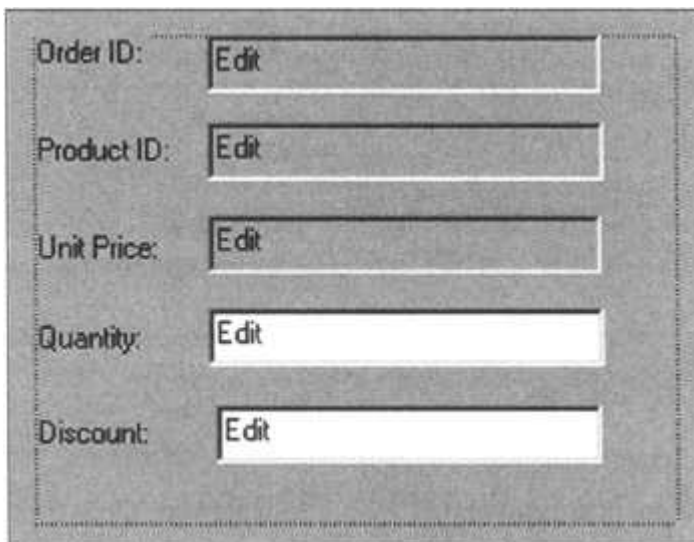 Order ID: Edit
Product ID: Edit
Unit Price: Edit
Quantity: Edit
Discount: Edit